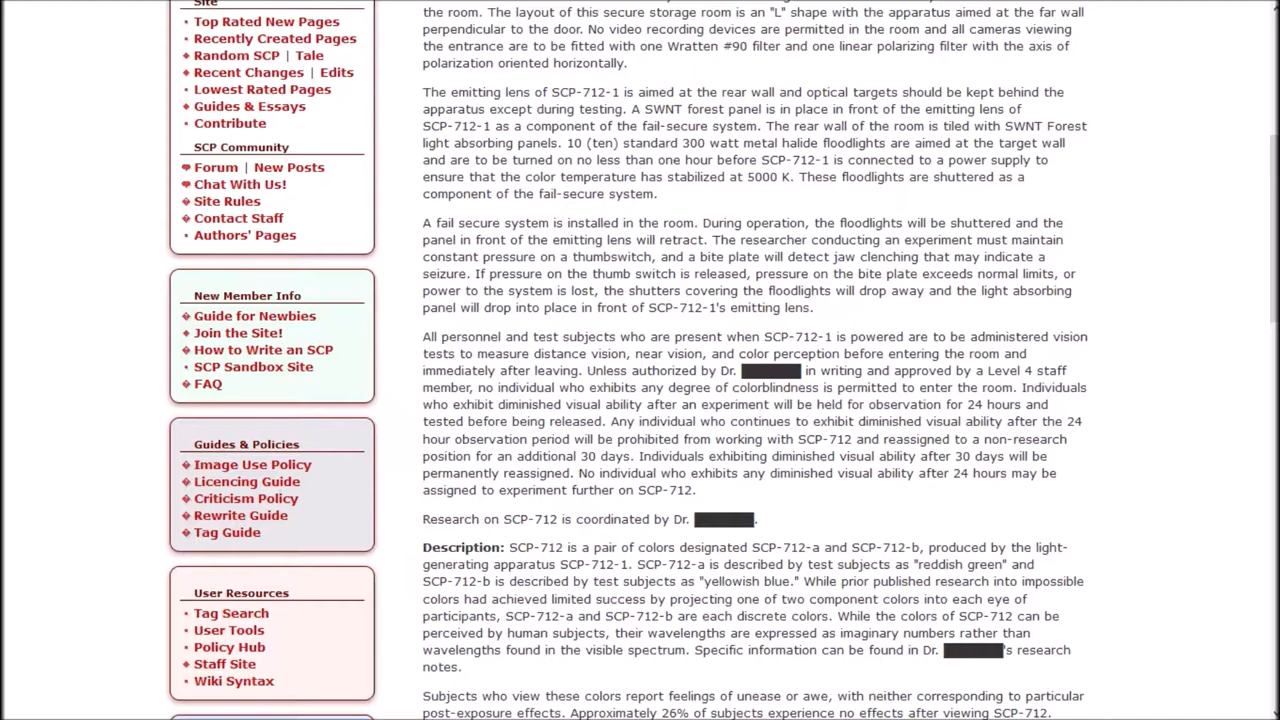 Site
Top Rated New Pages
Recently Created Pages
Random SCP | Tale
Recent Changes | Edits
Lowest Rated Pages
Guides & Essays
Contribute
SCP Community
Forum | New Posts
Chat With Us!
Site Rules
Contact Staff
Authors' Pages
New Member Info
Guide for Newbies
Join the Site!
How to Write an SCP
SCP Sandbox Site
FAQ
Guides & Policies
Image Use Policy
Licencing Guide
Criticism Policy
Rewrite Guide
Tag Guide
User Resources
Tag Search
User Tools
Policy Hub
Staff Site
Wiki Syntax
the room. The layout of this secure storage room is an "L" shape with the apparatus aimed at the far wall
perpendicular to the door. No video recording devices are permitted in the room and all cameras viewing
the entrance are to be fitted with one Wratten #90 filter and one linear polarizing filter with the axis of
polarization oriented horizontally.
The emitting lens of SCP-712-1 is aimed at the rear wall and optical targets should be kept behind the
apparatus except during testing. A SWNT forest panel is in place in front of the emitting lens of
SCP-712-1 as a component of the fail-secure system. The rear wall of the room is tiled with SWNT Forest
light absorbing panels. 10 (ten) standard 300 watt metal halide floodlights are aimed at the target wall
and are to be turned on no less than one hour before SCP-712-1 is connected to a power supply to
ensure that the color temperature has stabilized at 5000 K. These floodlights are shuttered as a
component of the fail-secure system.
A fail secure system is installed in the room. During operation, the floodlights will be shuttered and the
panel in front of the emitting lens will retract. The researcher conducting an experiment must maintain
constant pressure on a thumbswitch, and a bite plate will detect jaw clenching that may indicate a
seizure. If pressure on the thumb switch is released, pressure on the bite plate exceeds normal limits, or
power to the system is lost, the shutters covering the floodlights will drop away and the light absorbing
panel will drop into place in front of SCP-712-1's emitting lens.
All personnel and test subjects who are present when SCP-712-1 is powered are to be administered vision
tests to measure distance vision, near vision, and color perception before entering the room and
immediately after leaving. Unless authorized by Dr. in writing and approved by a Level 4 staff
member, no individual who exhibits any degree of colorblindness is permitted to enter the room. Individuals
who exhibit diminished visual ability after an experiment will be held for observation for 24 hours and
tested before being released. Any individual who continues to exhibit diminished visual ability after the 24
hour observation period will be prohibited from working with SCP-712 and reassigned to a non-research
position for an additional 30 days. Individuals exhibiting diminished visual ability after 30 days will be
permanently reassigned. No individual who exhibits any diminished visual ability after 24 hours may be
assigned to experiment further on SCP-712.
Research on SCP-712 is coordinated by Dr. .
Description: SCP-712 is a pair of colors designated SCP-712-a and SCP-712-b, produced by the light-
generating apparatus SCP-712-1. SCP-712-a is described by test subjects as "reddish green" and
SCP-712-b is described by test subjects as "yellowish blue." While prior published research into impossible
colors had achieved limited success by projecting one of two component colors into each eye of
participants, SCP-712-a and SCP-712-b are each discrete colors. While the colors of SCP-712 can be
perceived by human subjects, their wavelengths are expressed as imaginary numbers rather than
wavelengths found in the visible spectrum. Specific information can be found in Dr. 's research
notes.
Subjects who view these colors report feelings of unease or awe, with neither corresponding to particular
post-exposure effects. Approximately 26% of subjects experience no effects after viewing SCP-712.